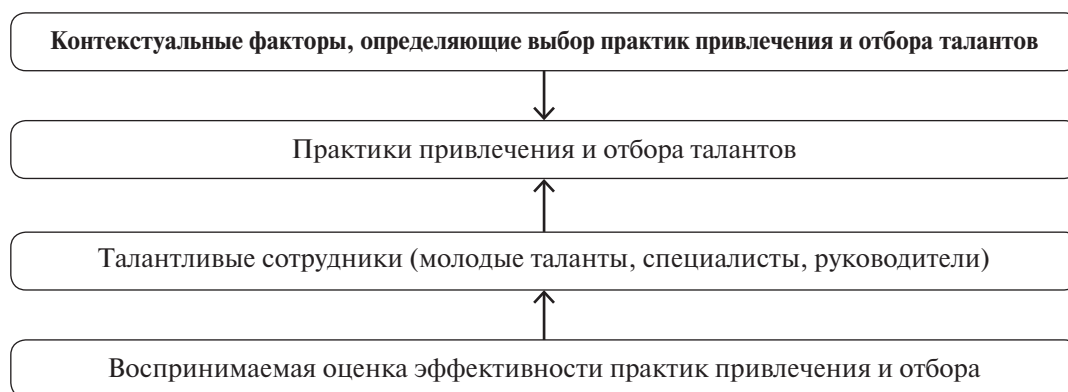 Контекстуальные факторы, определяющие выбор практик привлечения и отбора талантов
Практики привлечения и отбора талантов
Талантливые сотрудники (молодые таланты, специалисты, руководители)
Воспринимаемая оценка эффективности практик привлечения и отбора